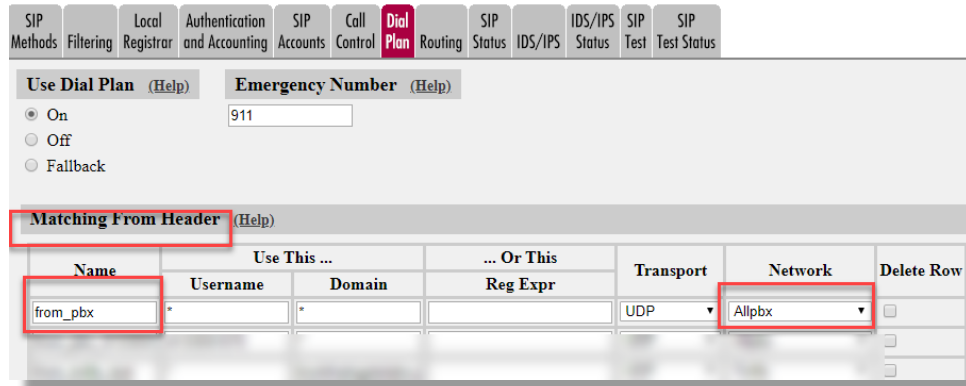 SIP Methods Filtering Local Registrar Authentication and Accounting SIP Accounts Call Control Dial Plan Routing SIP Status IDS/IPS IDS/IPS Status SIP Test SIP Test Status
Use Dial Plan (Help) Emergency Number (Help)
On 911
Off
Fallback
Matching From Header (Help)
Name Use This ... ... Or This Transport Network Delete Row
Username Domain Reg Expr
from_pbx * * UDP Allpbx